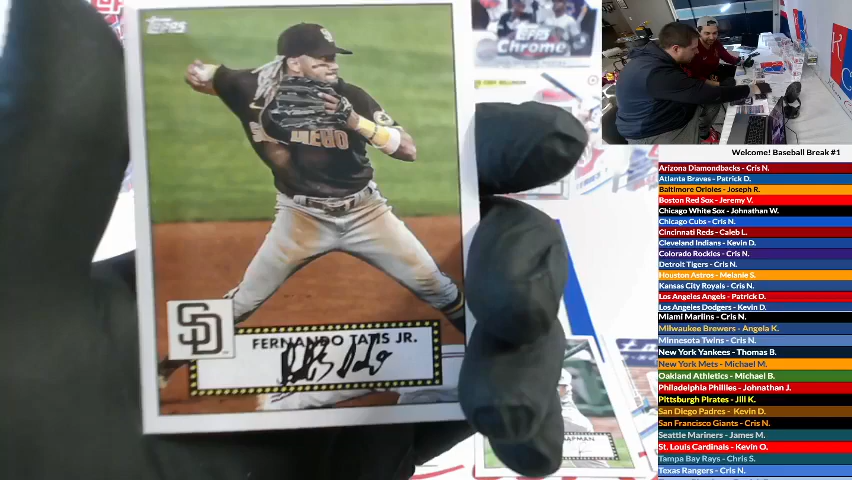 Topps
SD
DIEGO
SD
FERNANDO TATIS JR.
Topps
Chrome
CODY BELLINGER
APMAN
Welcome! Baseball Break #1
Arizona Diamondbacks - Cris N.
Atlanta Braves - Patrick D.
Baltimore Orioles - Joseph R.
Boston Red Sox - Jeremy V.
Chicago White Sox - Johnathan W.
Chicago Cubs - Cris N.
Cincinnati Reds - Caleb L.
Cleveland Indians - Kevin D.
Colorado Rockies - Cris N.
Detroit Tigers - Cris N.
Houston Astros - Melanie S.
Kansas City Royals - Cris N.
Los Angeles Angels - Patrick D.
Los Angeles Dodgers - Kevin D.
Miami Marlins - Cris N.
Milwaukee Brewers - Angela K.
Minnesota Twins - Cris N.
New York Yankees - Thomas B.
New York Mets - Michael M.
Oakland Athletics - Michael B.
Philadelphia Phillies - Johnathan J.
Pittsburgh Pirates - Jill K.
San Diego Padres - Kevin D.
San Francisco Giants - Cris N.
Seattle Mariners - James M.
St. Louis Cardinals - Kevin O.
Tampa Bay Rays - Chris S.
Texas Rangers - Cris N.